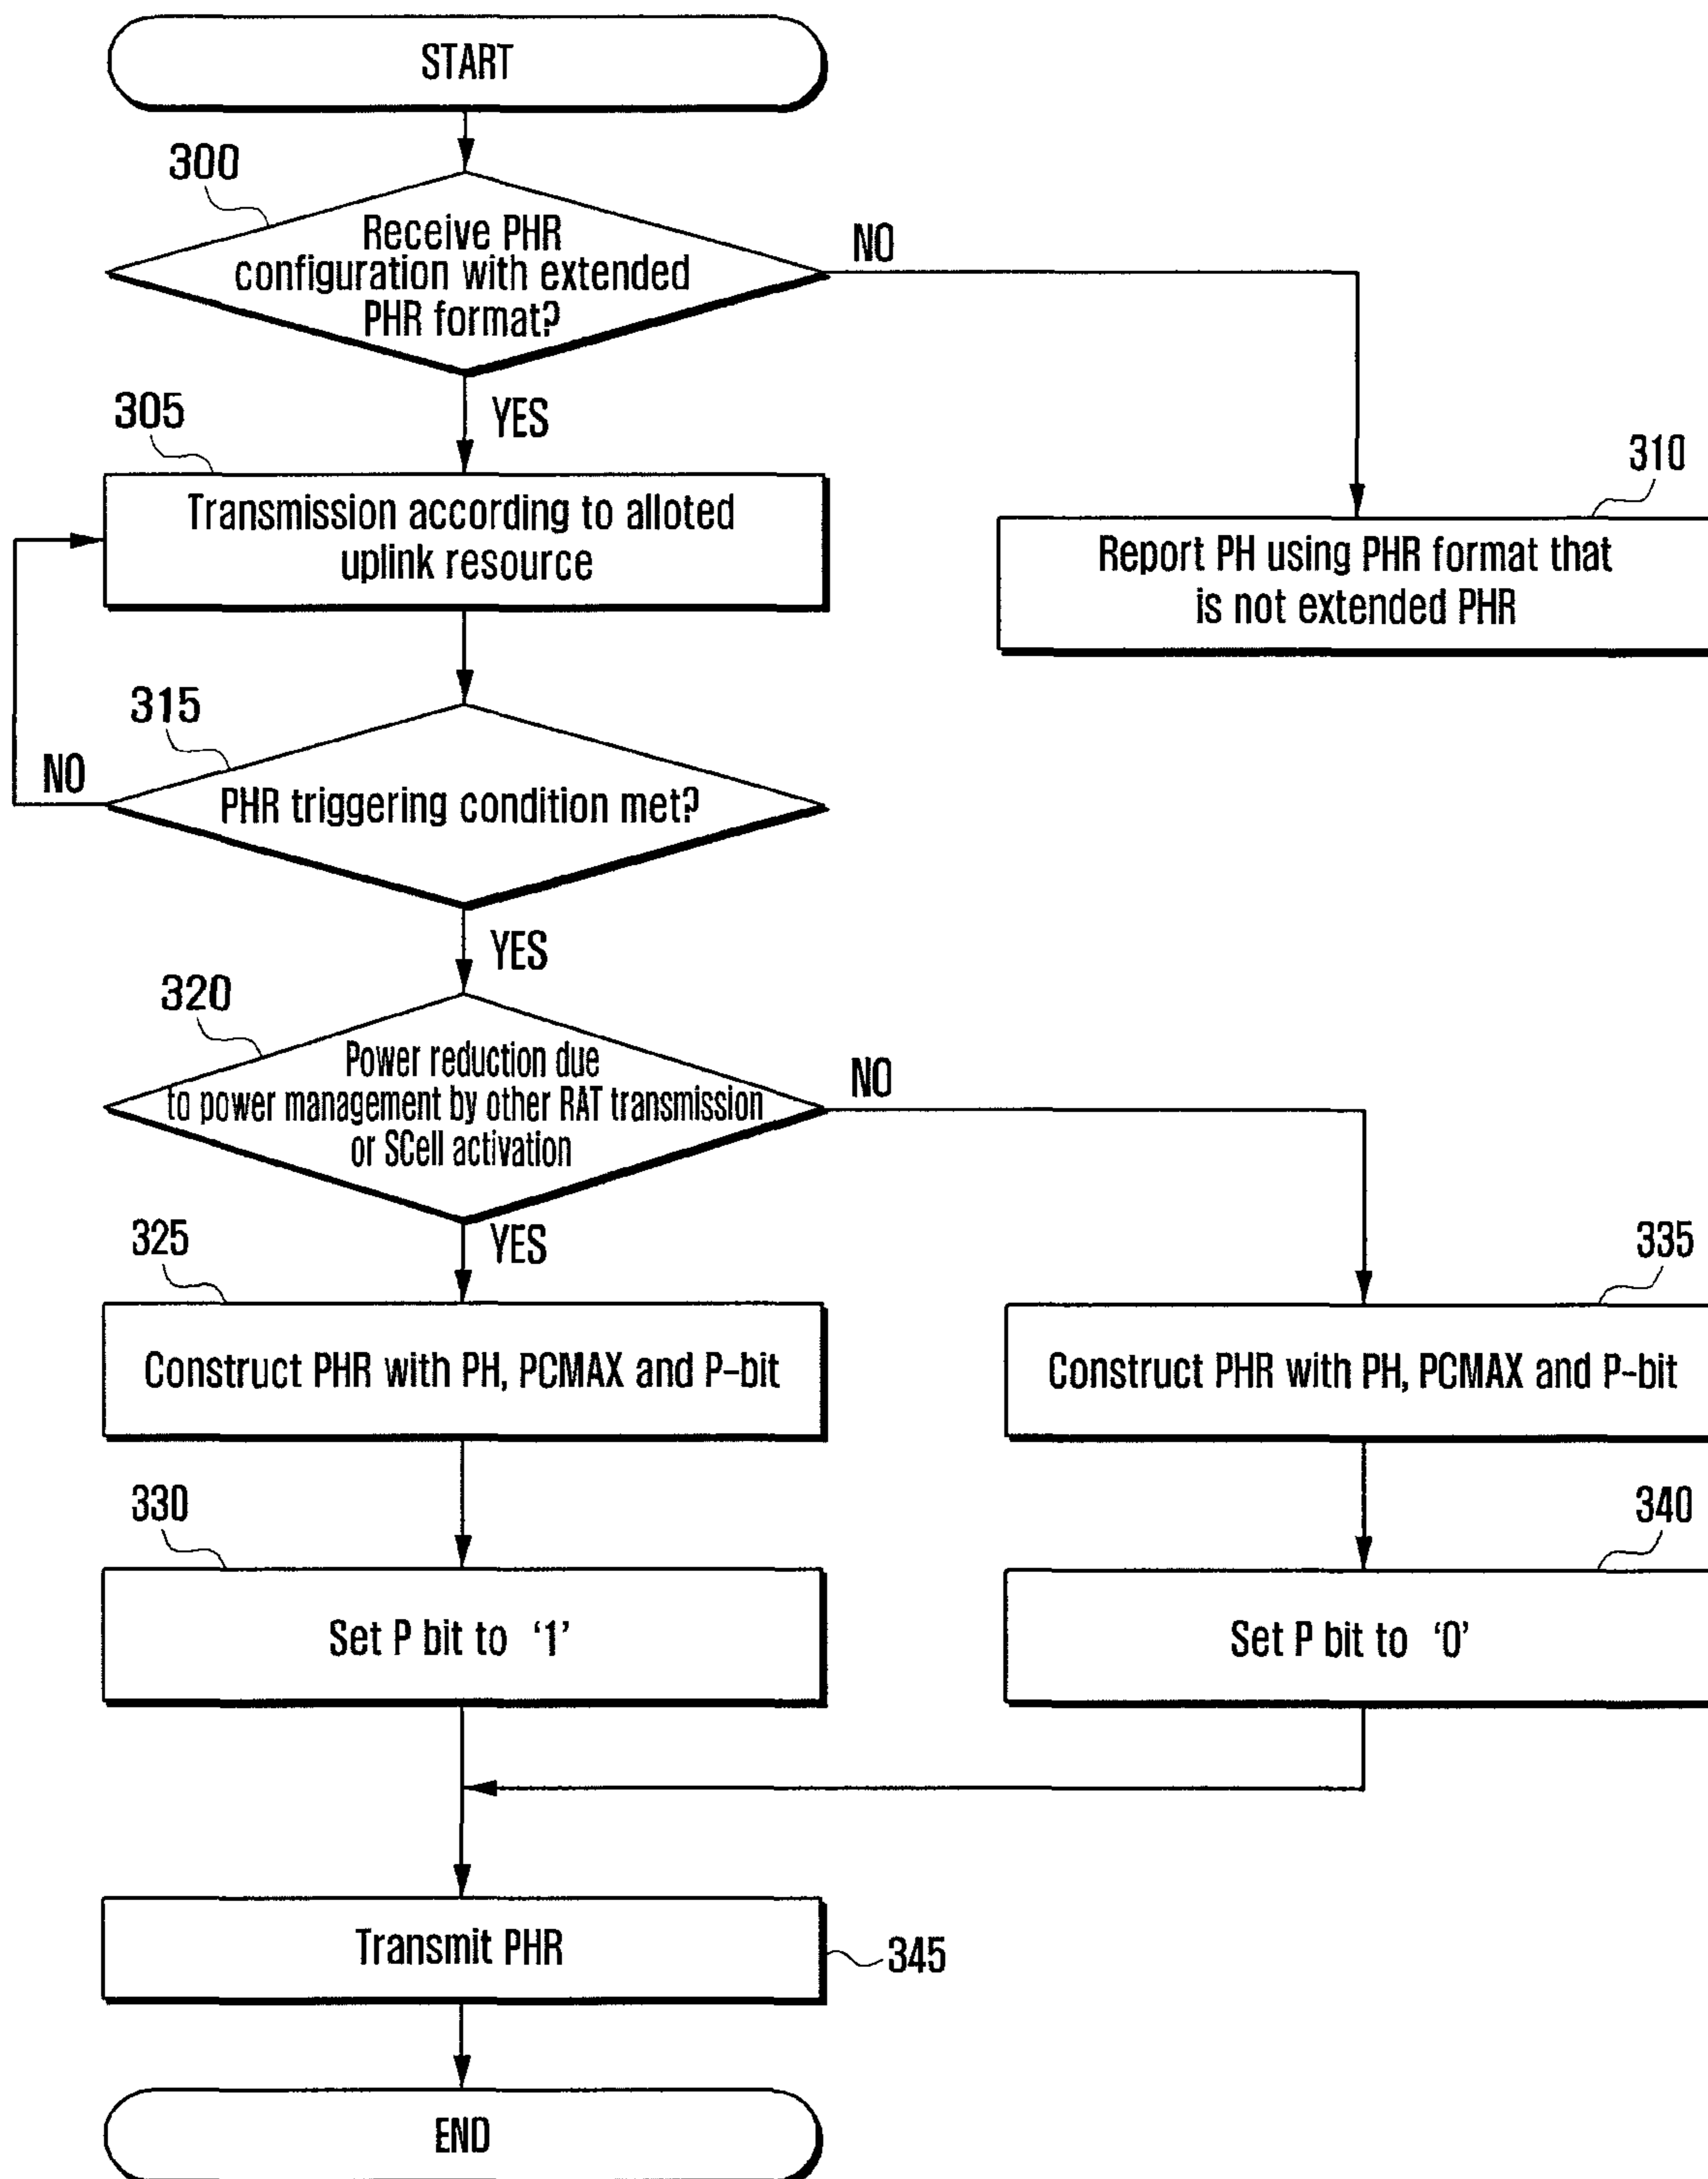 START
300
Receive PHR
configuration with extended
PHR format?
NO
YES
305
Transmission according to alloted
uplink resource
310
Report PH using PHR format that
is not extended PHR
315
NO
PHR triggering condition met?
YES
320
Power reduction due
to power management by other RAT transmission
or SCell activation
NO
YES
325
Construct PHR with PH, PCMAX and P-bit
335
Construct PHR with PH, PCMAX and P-bit
330
Set P bit to '1'
340
Set P bit to '0'
Transmit PHR
345
END